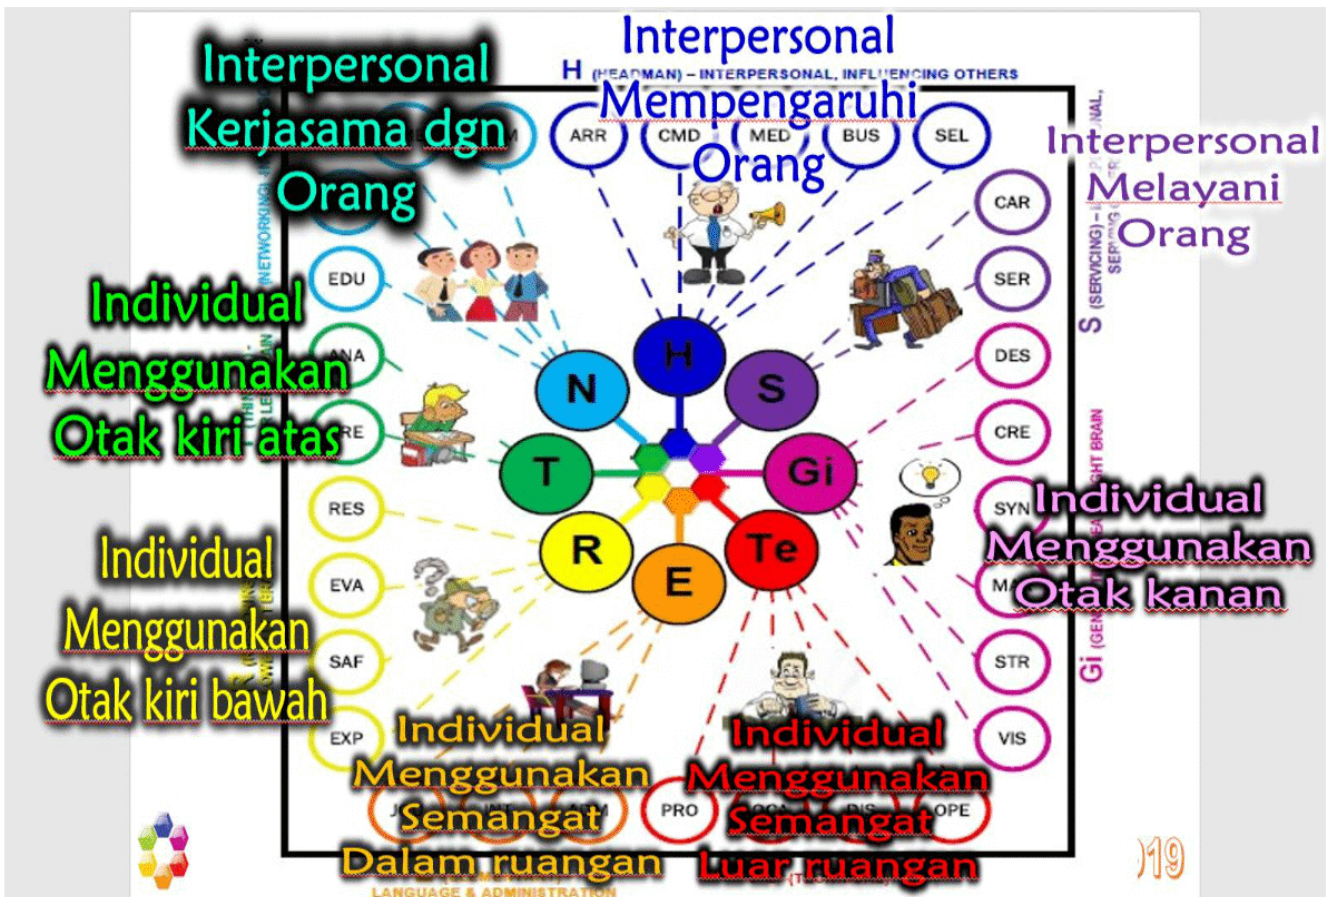 Interpersonal
Kerjasama dgn
Orang
Interpersonal
H (HEADMAN) – INTERPERSONAL, INFLUENCING OTHERS
Mempengaruhi
Orang
Interpersonal
Melayani
Orang
ARR
CMD
MED
BUS
SEL
CAR
SER
DES
CRE
SYN
STR
VIS
S (SERVICING) –
Gi
BRAIN
(NETWORKING)
EDU
ANA
RES
EVA
SAF
EXP
Individual
Menggunakan
Otak kiri atas
Individual
Menggunakan
Otak kiri bawah
Individual
Menggunakan
Otak kanan
H
N
S
T
Gi
R
Te
E
Individual
Menggunakan
Semangat
Dalam ruangan
Individual
Menggunakan
Semangat
Luar ruangan
PRO
OPE
LANGUAGE & ADMINISTRATION